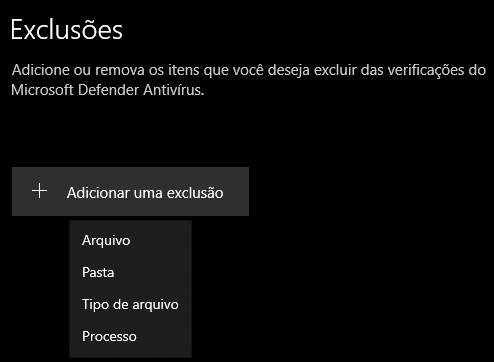 Exclusões
Adicione ou remova os itens que você deseja excluir das verificações do
Microsoft Defender Antivírus.
Adicionar uma exclusão
Arquivo
Pasta
Tipo de arquivo
Processo